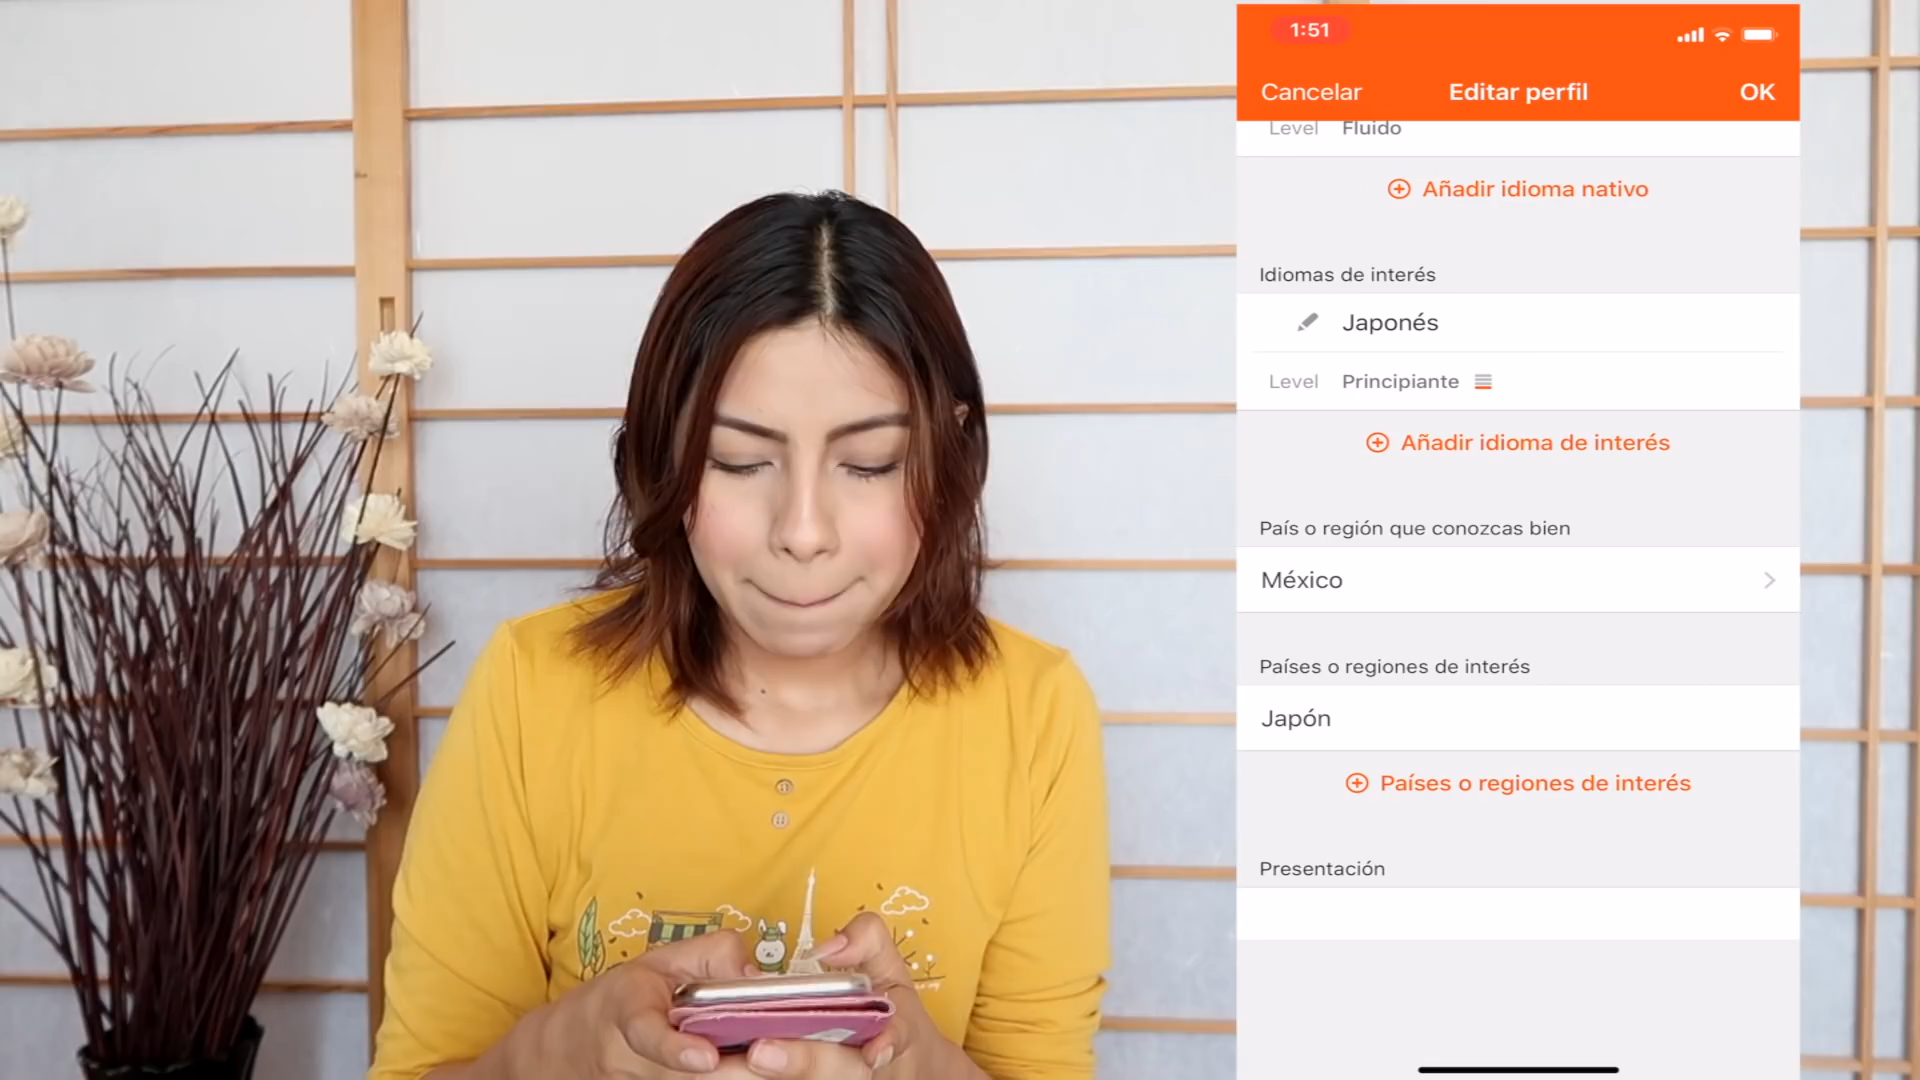 1:51
Cancelar
Editar perfil
OK
Level
Fluido
Añadir idioma nativo
Idiomas de interés
Japonés
Level
Principiante
Añadir idioma de interés
País o región que conozcas bien
México
Países o regiones de interés
Japón
Países o regiones de interés
Presentación